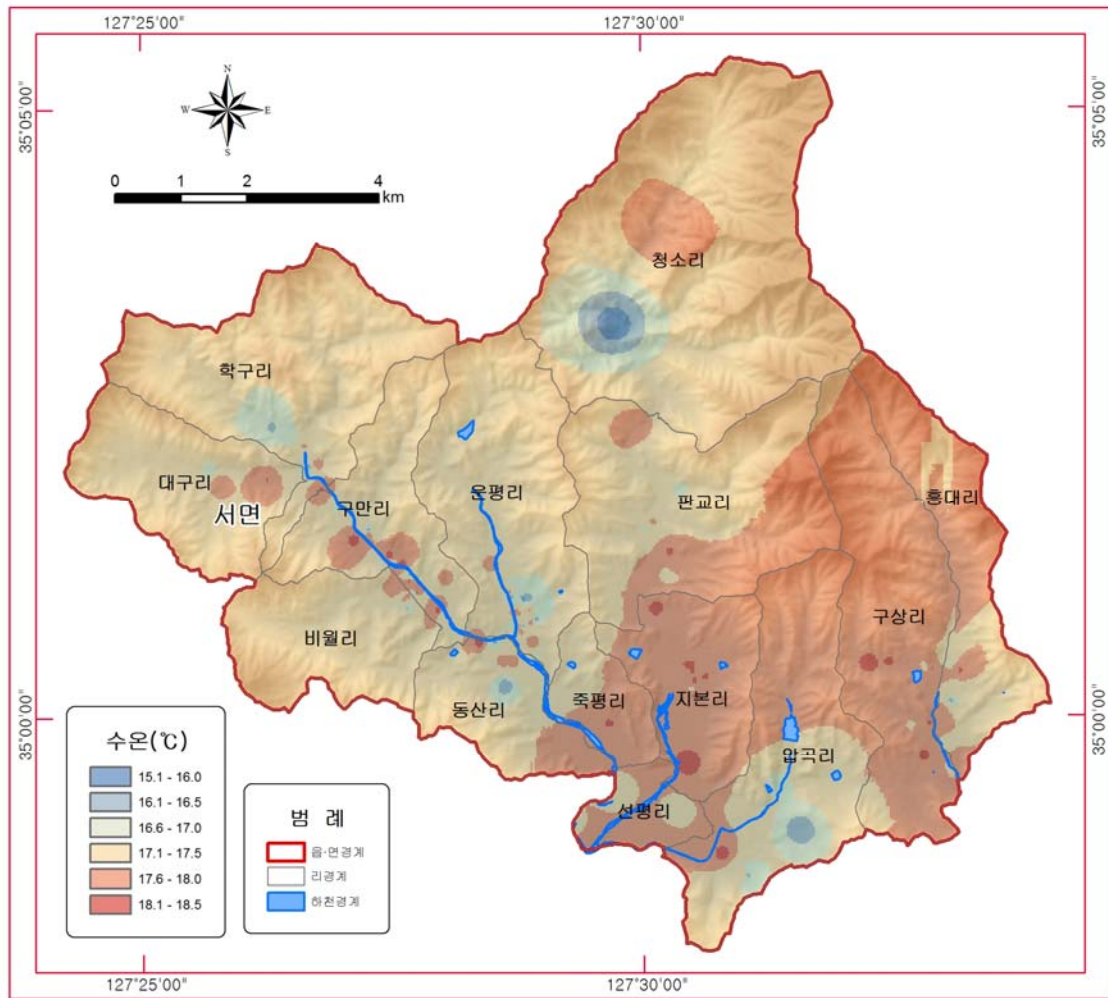 127°25'00"
127°30'00"
35°05'00"
35°05'00"
N
W
E
S
0 1 2 4
km
청소리
학구리
대구리
서면
구만리
운평리
판교리
흥대리
비월리
구상리
동산리
죽평리
지본리
압곡리
선평리
35°00'00"
35°00'00"
수온(℃)
15.1 - 16.0
16.1 - 16.5
16.6 - 17.0
17.1 - 17.5
17.6 - 18.0
18.1 - 18.5
범 례
읍·면경계
리경계
하천경계
127°25'00"
127°30'00"